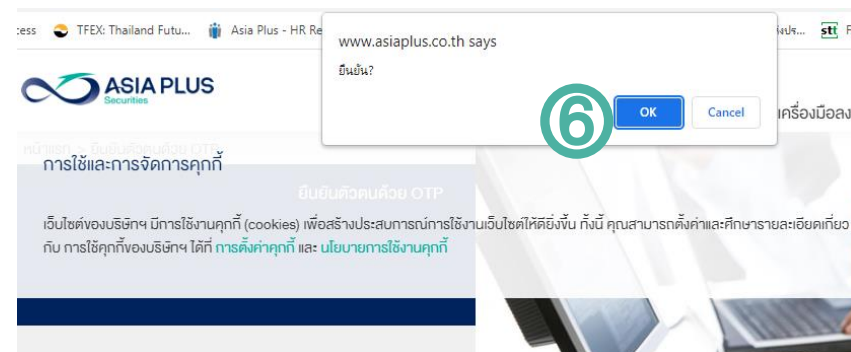 TFEX: Thailand Futu...
Asia Plus - HR Re
www.asiaplus.co.th says
ยืนยัน?
⑥
OK
Cancel
ASIA PLUS
Securities
เครื่องมือลง
หน้าแรก > ยืนยันตัวตนด้วย OTP
การใช้และการจัดการคุกกี้
ยืนยันตัวตนด้วย OTP
เว็บไซต์ของบริษัทฯ มีการใช้งานคุกกี้ (cookies) เพื่อสร้างประสบการณ์การใช้งานเว็บไซต์ให้ดียิ่งขึ้น ทั้งนี้ คุณสามารถตั้งค่าและศึกษารายละเอียดเกี่ยว
กับ การใช้คุกกี้ของบริษัทฯ ได้ที่ การตั้งค่าคุกกี้ และ นโยบายการใช้งานคุกกี้